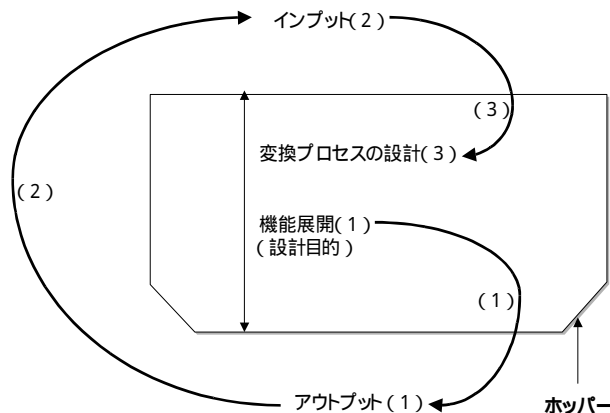 インプット(2)
(3)
変換プロセスの設計(3)
(2)
機能展開(1)
(設計目的)
(1)
アウトプット(1)
ホッパー